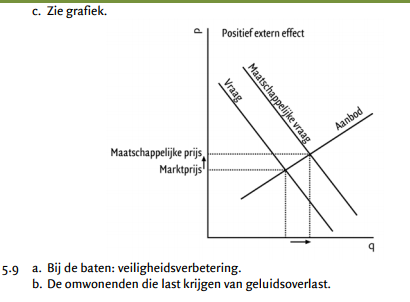 c. Zie grafiek.
p
Positief extern effect
Vraag
Maatschappelijke vraag
Aanbod
Maatschappelijke prijs
Marktprijs
q
5.9 a. Bij de baten: veiligheidsverbetering.
b. De omwonenden die last krijgen van geluidsoverlast.